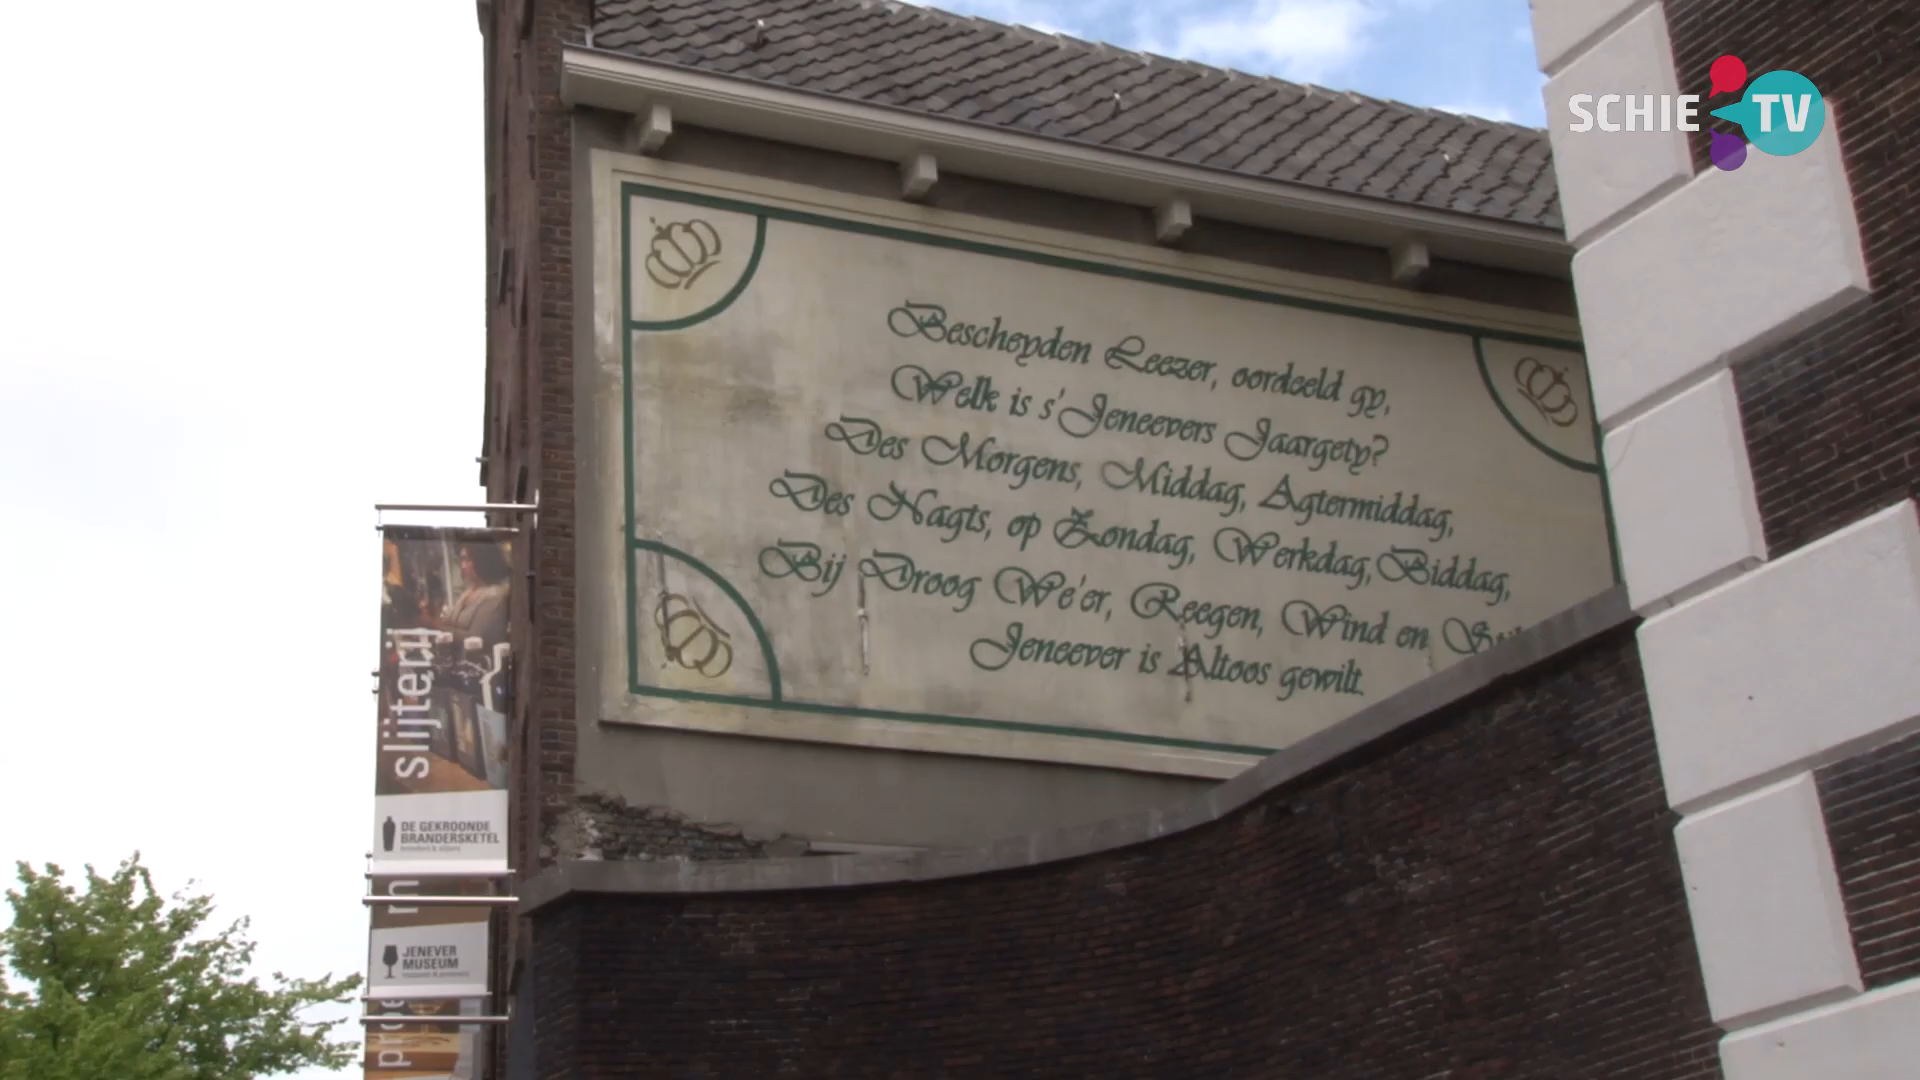 SCHIE TV
Bescheyden Leezer, oordeeld gy,
Welk is s'Jeneevers Jaargety?
Des Morgens, Middag, Agtermiddag,
Des Nagts, op Zondag, Werkdag, Biddag,
Bij Droog We'er, Reegen, Wind en
Jeneever is Altoos gewilt.
slijterij
DE GEKROONDE
BRANDERSKETEL
JENEVER
MUSEUM